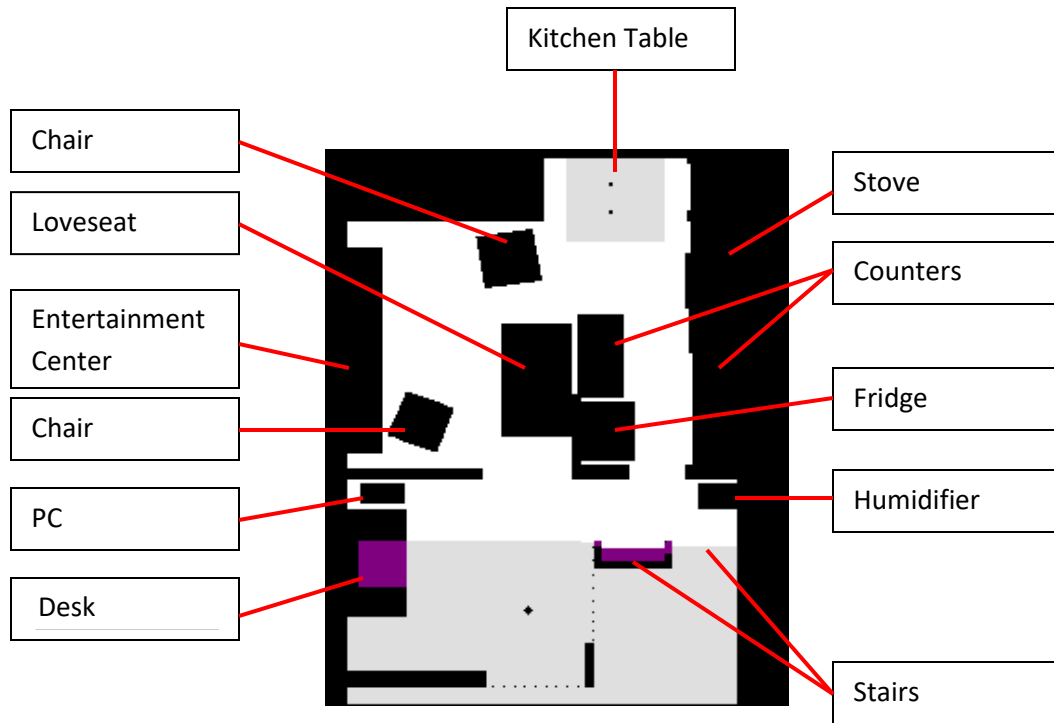 Kitchen Table
Chair
Loveseat
Entertainment
Center
Chair
PC
Desk
Stove
Counters
Fridge
Humidifier
Stairs